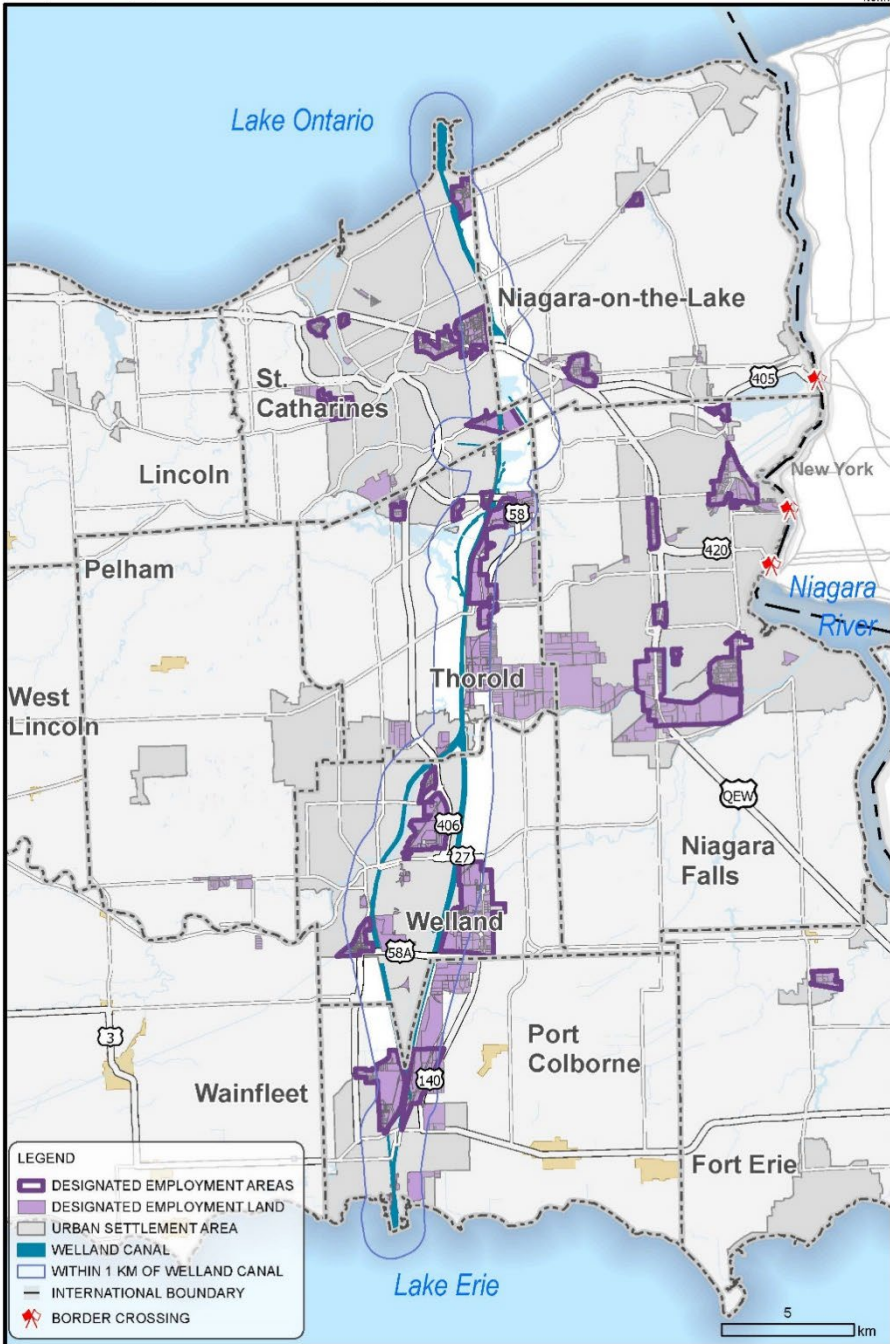 Lake Ontario
Niagara-on-the-Lake
405
St.
Catharines
Lincoln
New York
58
420
Pelham
Niagara
River
Thorold
West
Lincoln
QEW
406
27
Niagara
Falls
Welland
58A
3
Port
Colborne
140
Wainfleet
Fort Erie
Lake Erie
LEGEND
DESIGNATED EMPLOYMENT AREAS
DESIGNATED EMPLOYMENT LAND
URBAN SETTLEMENT AREA
WELLAND CANAL
WITHIN 1 KM OF WELLAND CANAL
INTERNATIONAL BOUNDARY
BORDER CROSSING
5
km